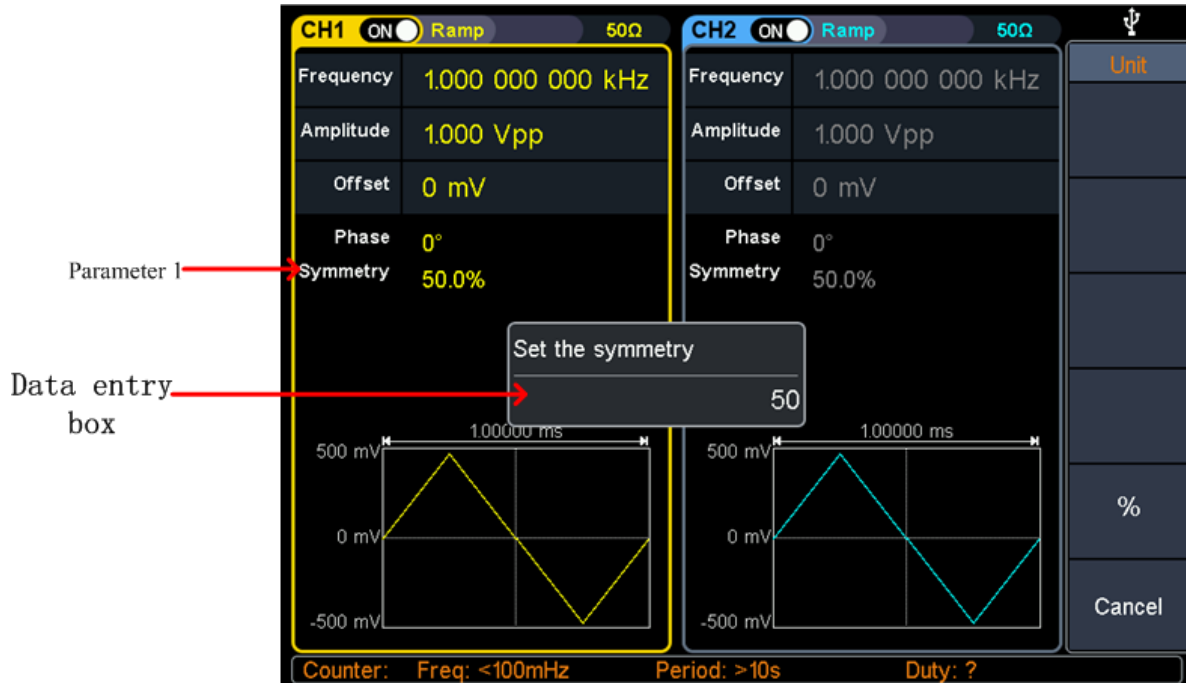 CH1 ON Ramp 50Ω
CH2 ON Ramp 50Ω
Unit
Frequency 1.000 000 000 kHz
Frequency 1.000 000 000 kHz
Amplitude 1.000 Vpp
Amplitude 1.000 Vpp
Offset 0 mV
Offset 0 mV
Phase 0°
Phase 0°
Parameter 1
Symmetry 50.0%
Symmetry 50.0%
Set the symmetry
Data entry
box
50
1.00000 ms
1.00000 ms
500 mV
500 mV
%
0 mV
0 mV
Cancel
-500 mV
-500 mV
Counter: Freq: <100mHz Period: >10s Duty: ?